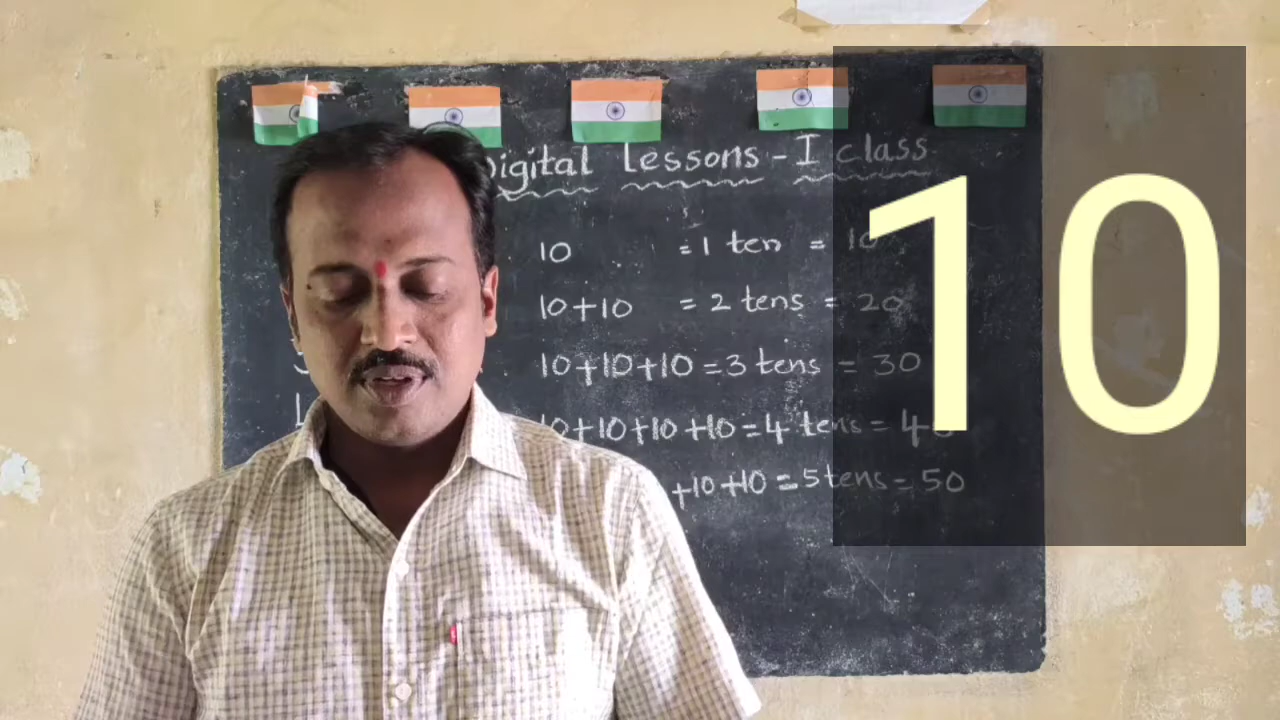 Digital Lessons - I class
10 = 1 ten = 10
10+10 = 2 tens = 20
10+10+10 = 3 tens = 30
10+10+10+10 = 4 tens = 40
+10+10 = 5 tens = 50
10